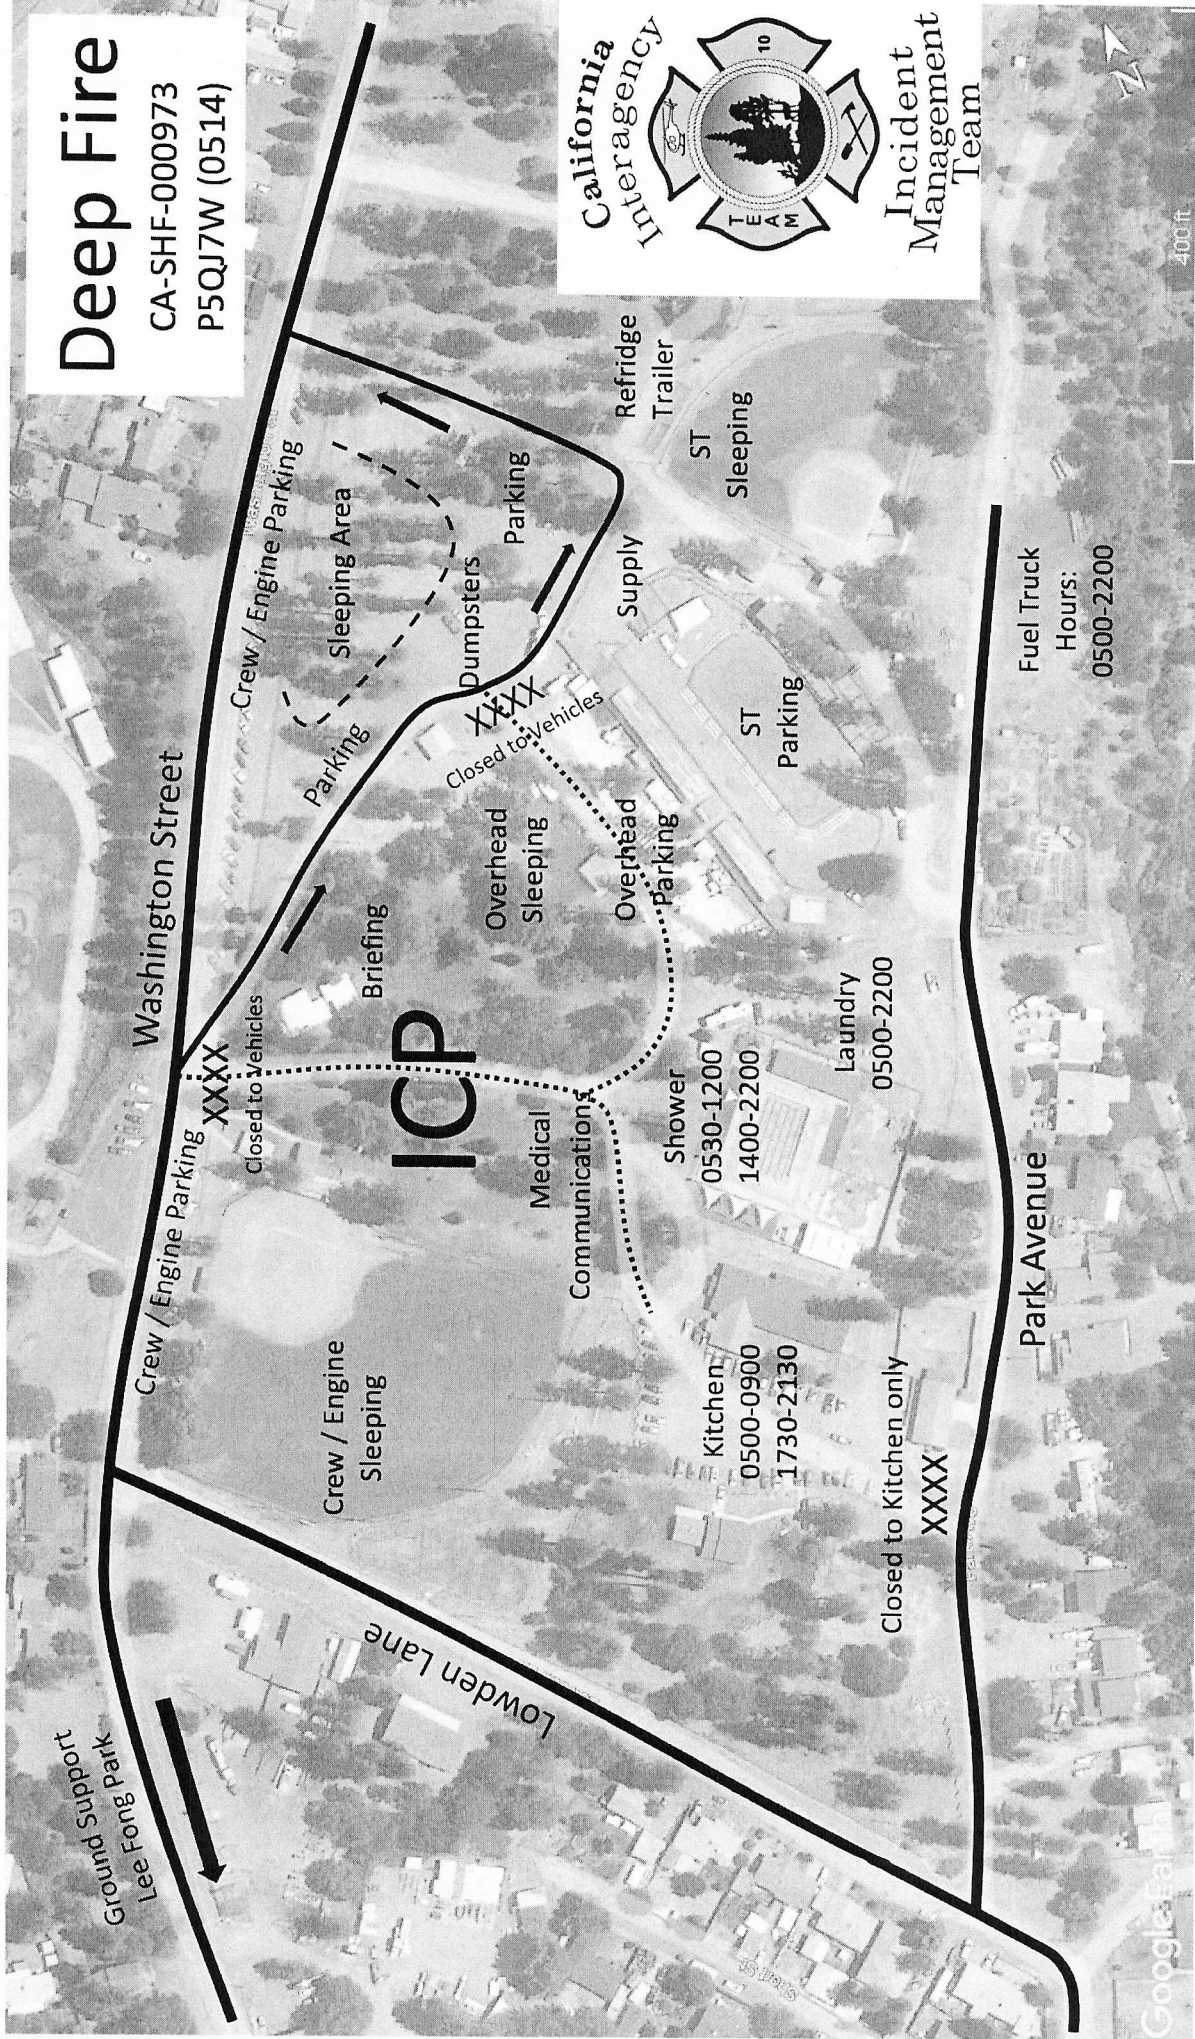 Deep Fire
CA-SHF-000973
P5QJ7W (0514)
California
Interagency
TEAM
10
Incident
Management
Team
Ground Support
Lee Fong Park
Washington Street
Crew / Engine Parking
Crew / Engine Parking
XXXX
Closed to Vehicles
Parking
Sleeping Area
Briefing
ICP
Crew / Engine
Sleeping
Lowden Lane
Dumpsters
Parking
XXXX
Closed to Vehicles
Overhead
Sleeping
Medical
Communications
Overhead
Parking
Supply
Refridge
Trailer
ST
Sleeping
Shower
0530-1200
1400-2200
Kitchen
0500-0900
1730-2130
ST
Parking
Laundry
0500-2200
Closed to Kitchen only
XXXX
Park Avenue
Fuel Truck
Hours:
0500-2200
N
400 ft
Google Earth